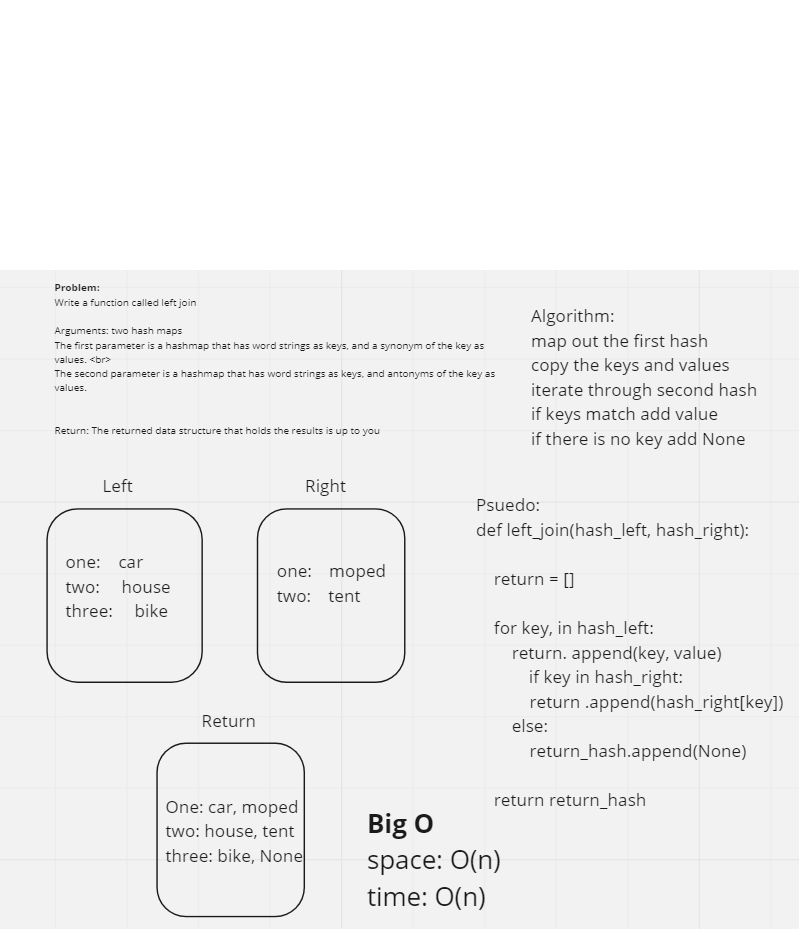 Problem:
Write a function called left join
Arguments: two hash maps
The first parameter is a hashmap that has word strings as keys, and a synonym of the key as
values. <br>
The second parameter is a hashmap that has word strings as keys, and antonyms of the key as
values.
Return: The returned data structure that holds the results is up to you
Algorithm:
map out the first hash
copy the keys and values
iterate through second hash
if keys match add value
if there is no key add None
Left
one: car
two: house
three: bike
Right
one: moped
two: tent
Psuedo:
def left_join(hash_left, hash_right):
return = []
for key, in hash_left:
return. append(key, value)
if key in hash_right:
return .append(hash_right[key])
else:
return_hash.append(None)
return return_hash
Return
One: car, moped
two: house, tent
three: bike, None
Big O
space: O(n)
time: O(n)